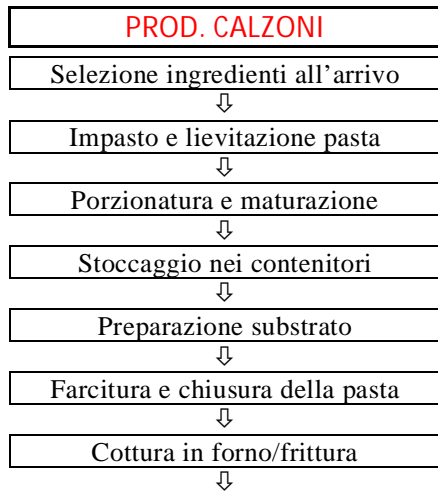 PROD. CALZONI
Selezione ingredienti all'arrivo
⇩
Impasto e lievitazione pasta
⇩
Porzionatura e maturazione
⇩
Stoccaggio nei contenitori
⇩
Preparazione substrato
⇩
Farcitura e chiusura della pasta
⇩
Cottura in forno/frittura
⇩